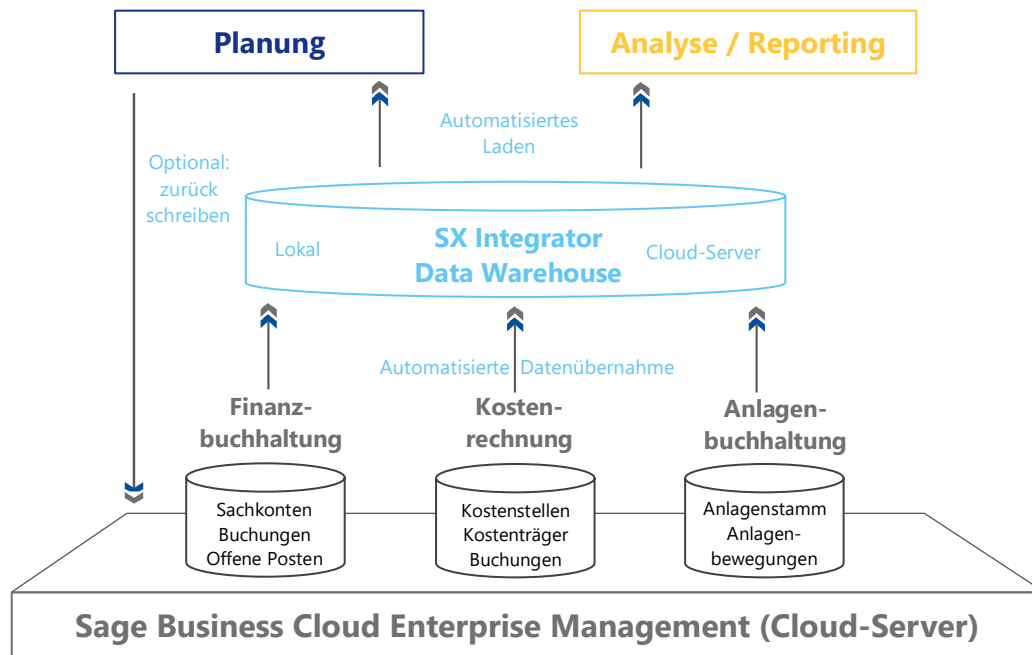 Planung
Analyse / Reporting
Automatisiertes
Laden
Optional:
zurück
schreiben
Lokal
SX Integrator
Data Warehouse
Cloud-Server
Automatisierte Datenübernahme
Finanz-
buchhaltung
Kosten-
rechnung
Anlagen-
buchhaltung
Sachkonten
Buchungen
Offene Posten
Kostenstellen
Kostenträger
Buchungen
Anlagenstamm
Anlagen-
bewegungen
Sage Business Cloud Enterprise Management (Cloud-Server)